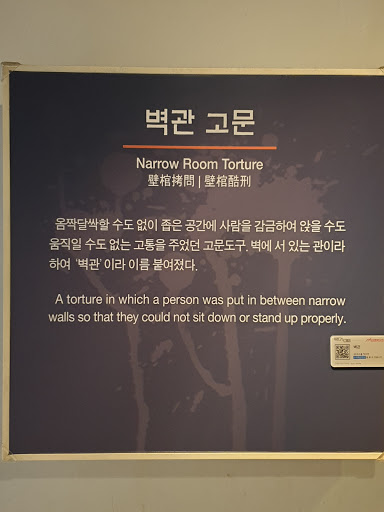 벽관 고문
Narrow Room Torture
壁棺拷問 | 壁棺酷刑
옴짝달싹할 수도 없이 좁은 공간에 사람을 감금하여 앉을 수도
움직일 수도 없는 고통을 주었던 고문도구. 벽에 서 있는 관이라
하여 '벽관'이라 이름 붙여졌다.
A torture in which a person was put in between narrow
walls so that they could not sit down or stand up properly.